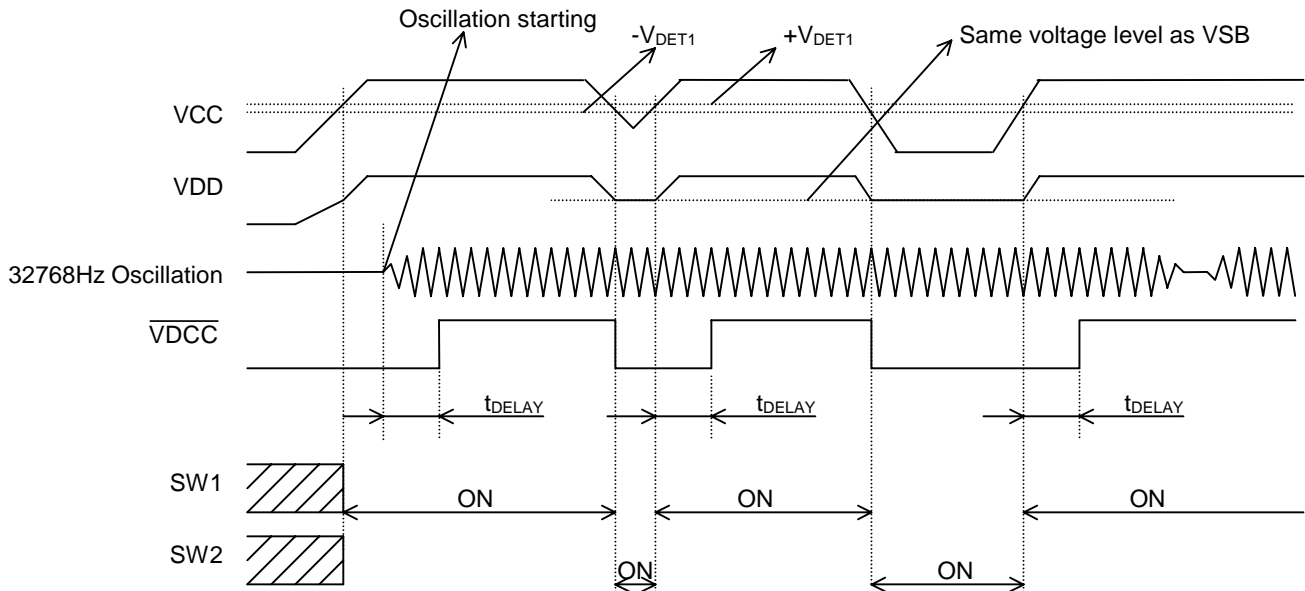 Oscillation starting
-VDET1
+VDET1
Same voltage level as VSB
VCC
VDD
32768Hz Oscillation
VDCC
tDELAY
tDELAY
tDELAY
SW1
ON
ON
ON
SW2
ON
ON